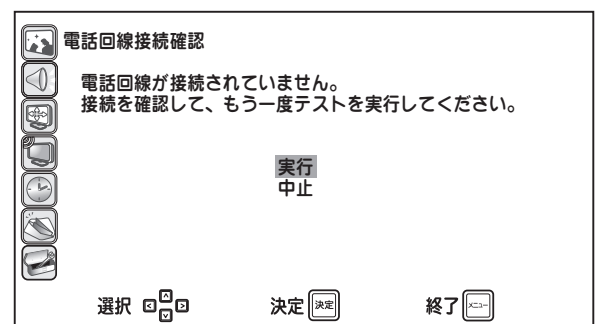 電話回線接続確認
電話回線が接続されていません。
接続を確認して、もう一度テストを実行してください。
実行
中止
選択 決定 決定 終了 メニュー